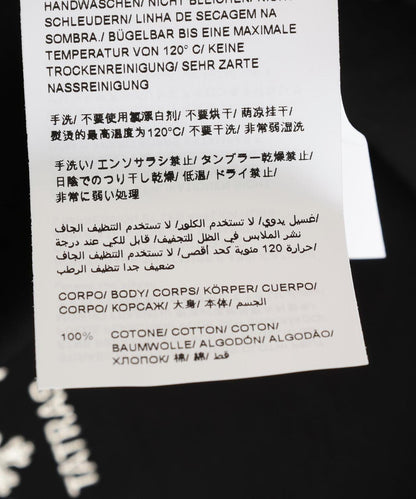 HANDWÄSCHEN/ NICHT BLEICHEN/ NICHT
SCHLEUDERN/ LINHA DE SECAGEM NA
SOMBRA./ BÜGELBAR BIS EINE MAXIMALE
TEMPERATUR VON 120° C/ KEINE
TROCKENREINIGUNG/ SEHR ZARTE
NASSREINIGUNG
手洗/ 不要使用氯漂白剂/ 不要烘干/ 荫凉挂干/
熨烫的最高温度为120°C/ 不要干洗/ 非常弱湿洗
手洗い/ エンソサラシ禁止/ タンブラー乾燥禁止/
日陰でのつり干し乾燥/ 低温/ ドライ禁止/
非常に弱い処理
غسيل يدوي/ لا تستخدم الكلور/ لا تستخدم التنظيف الجاف/
نشر الملابس في الظل للتجفيف/ قابل للكي عند درجة
حرارة 120 مئوية كحد أقصى/ لا تستخدم التنظيف الجاف/
ضعيف جدا تنظيف الرطب
CORPO/ BODY/ CORPS/ KÖRPER/ CUERPO/
CORPO/ КОРСАЖ/ 大身/ 本体/ الجسم
100% COTONE/ COTTON/ COTON/
BAUMWOLLE/ ALGODÓN/ ALGODÃO/
ХЛОПОК/ 棉/ 綿/ قطن
TATRAS